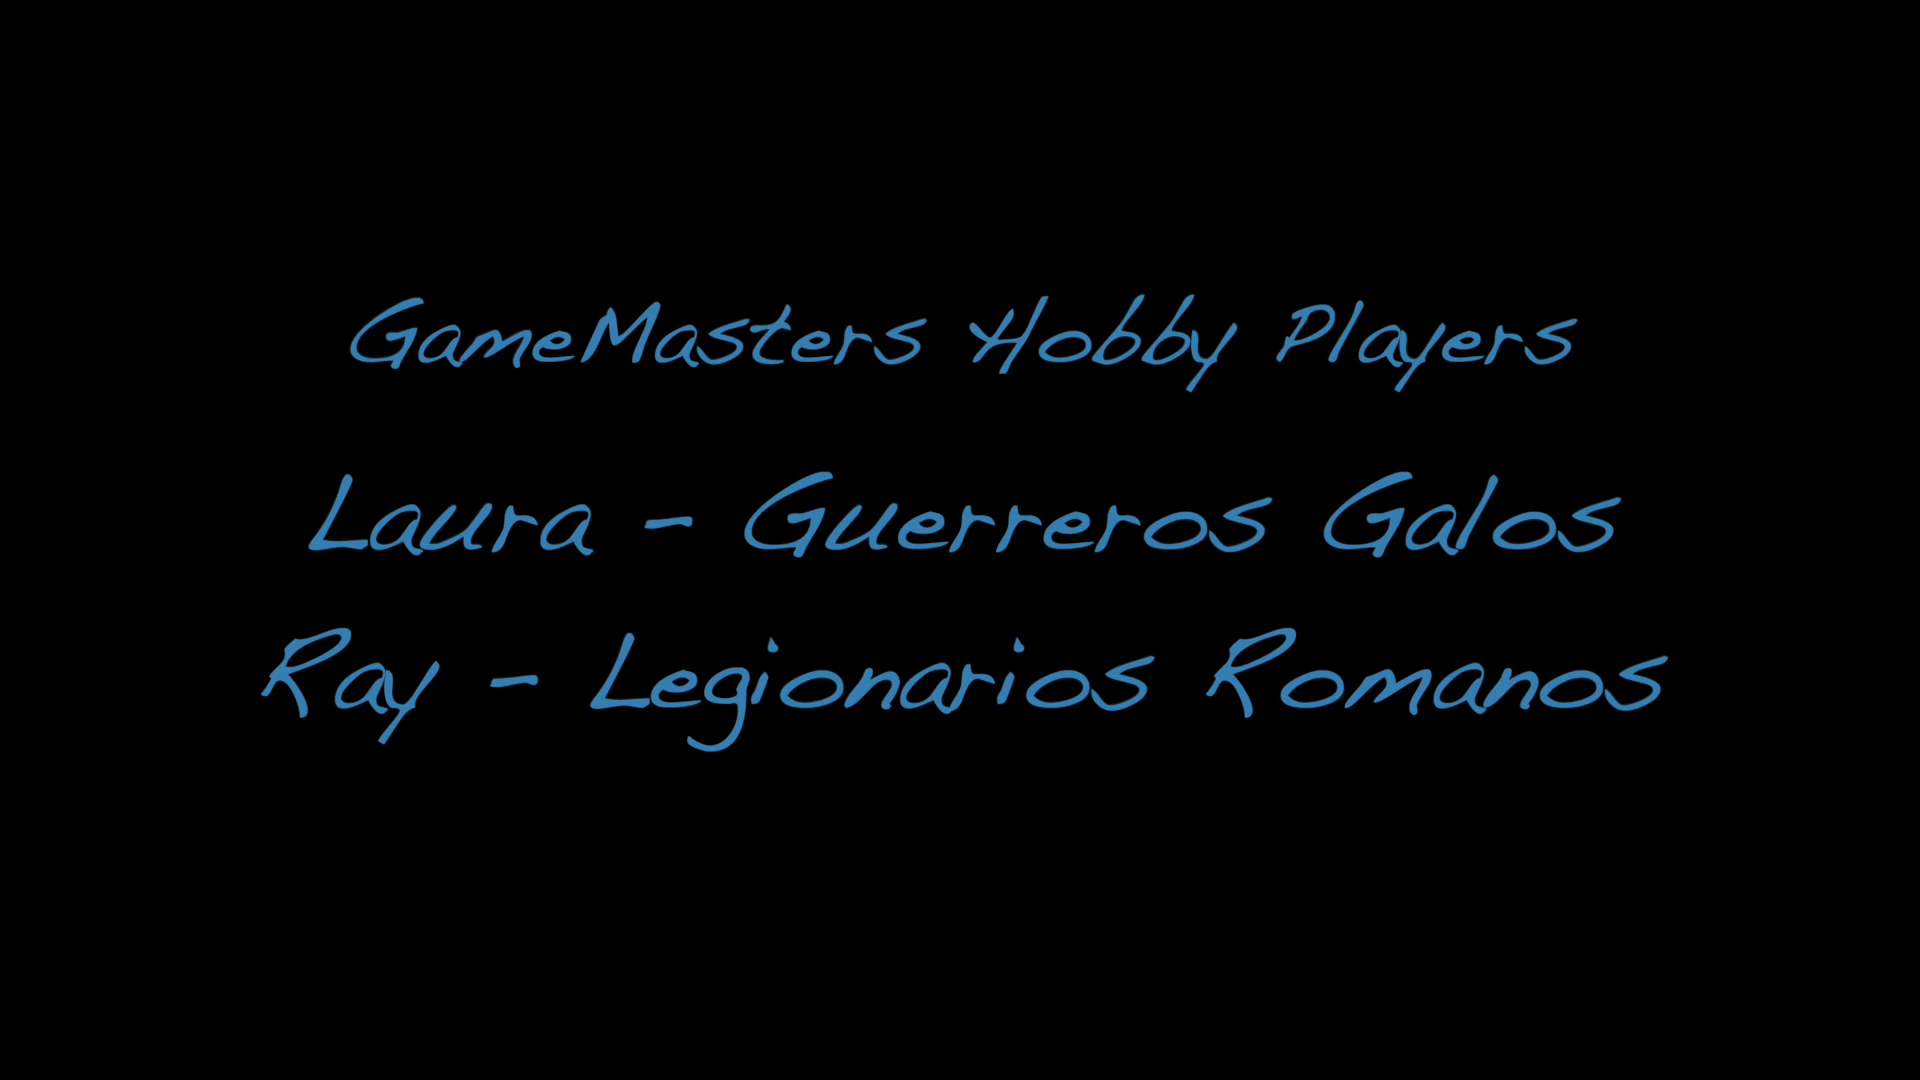 GameMasters Hobby Players
Laura - Guerreros Galos
Ray - Legionarios Romanos